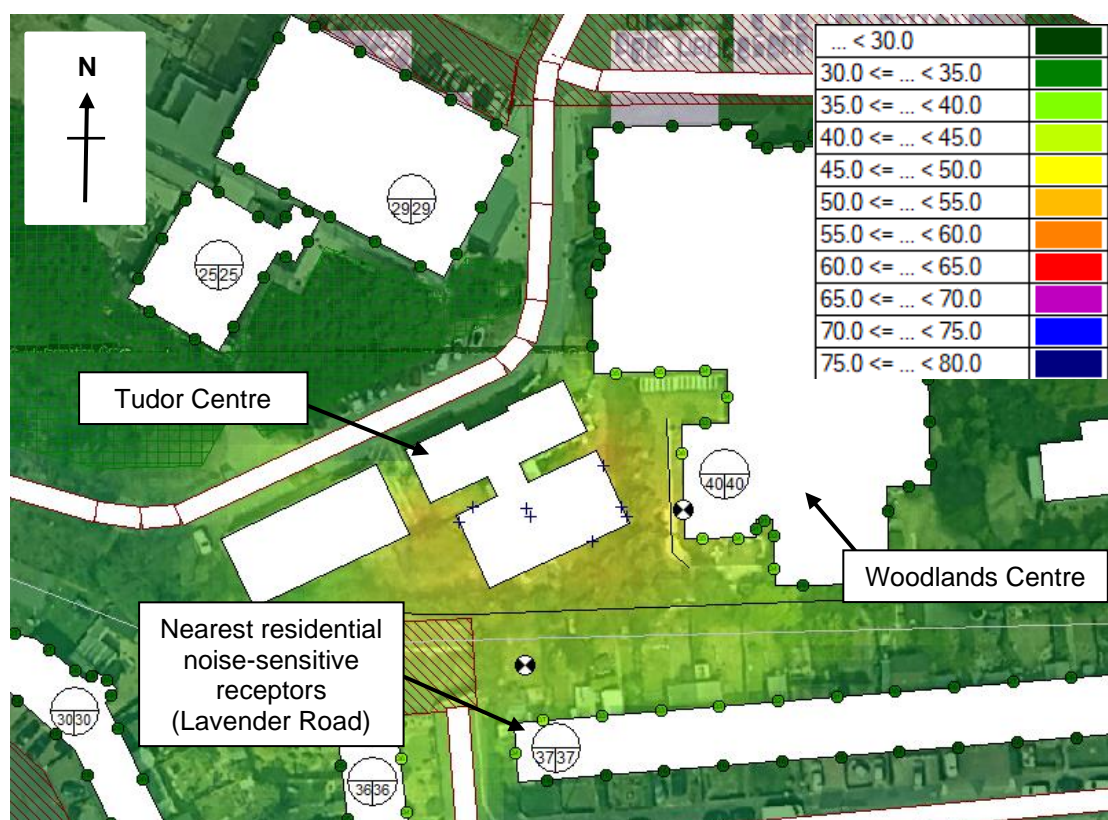 N
... < 30.0
30.0 <= ... < 35.0
35.0 <= ... < 40.0
40.0 <= ... < 45.0
45.0 <= ... < 50.0
50.0 <= ... < 55.0
55.0 <= ... < 60.0
60.0 <= ... < 65.0
65.0 <= ... < 70.0
70.0 <= ... < 75.0
75.0 <= ... < 80.0
29 29
25 25
Tudor Centre
40 40
Woodlands Centre
Nearest residential
noise-sensitive
receptors
(Lavender Road)
30 30
37 37
36 36